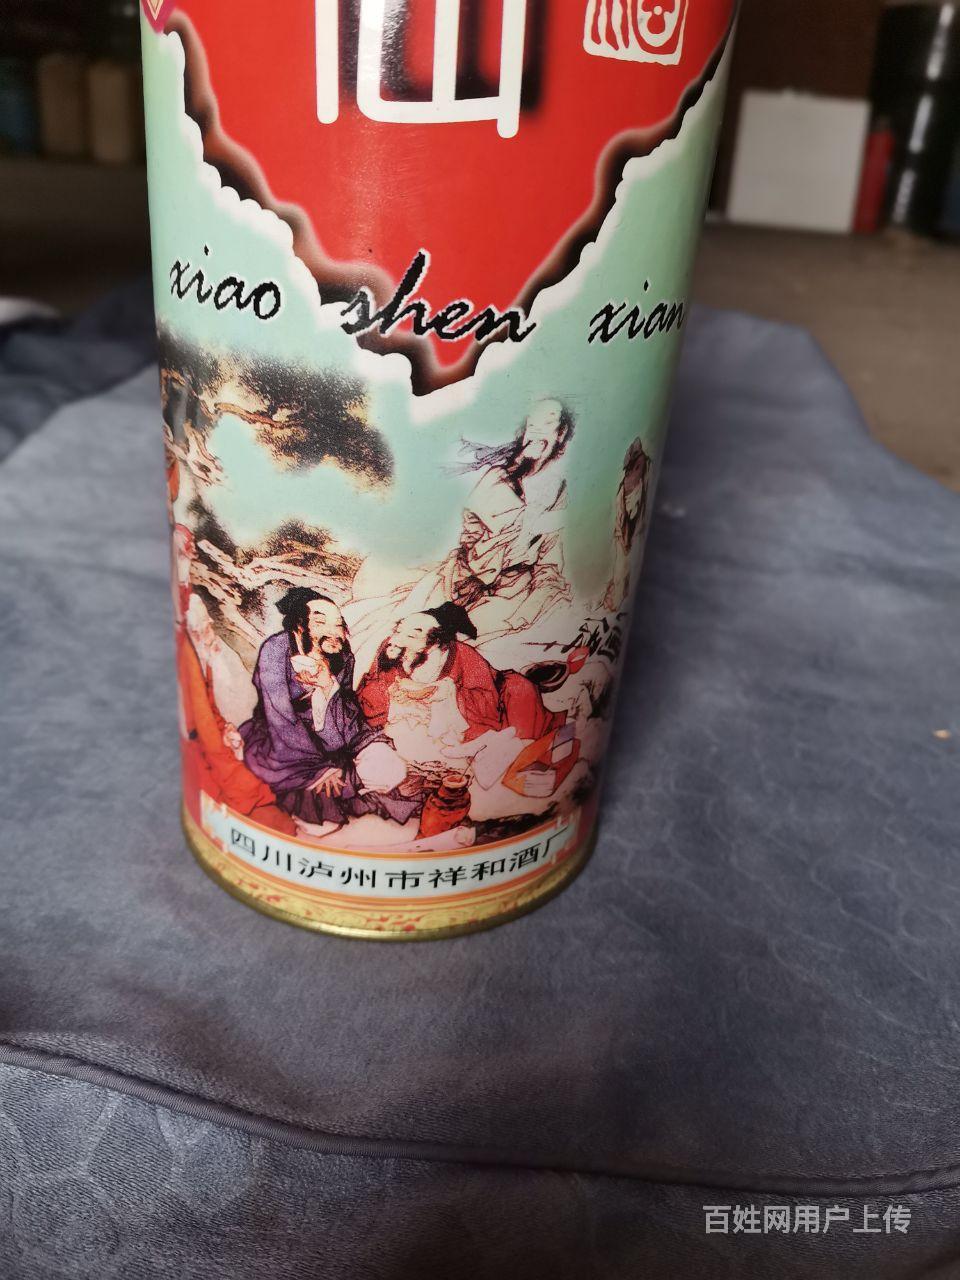 仙
xiao shen xian
四川泸州市祥和酒厂
百姓网用户上传